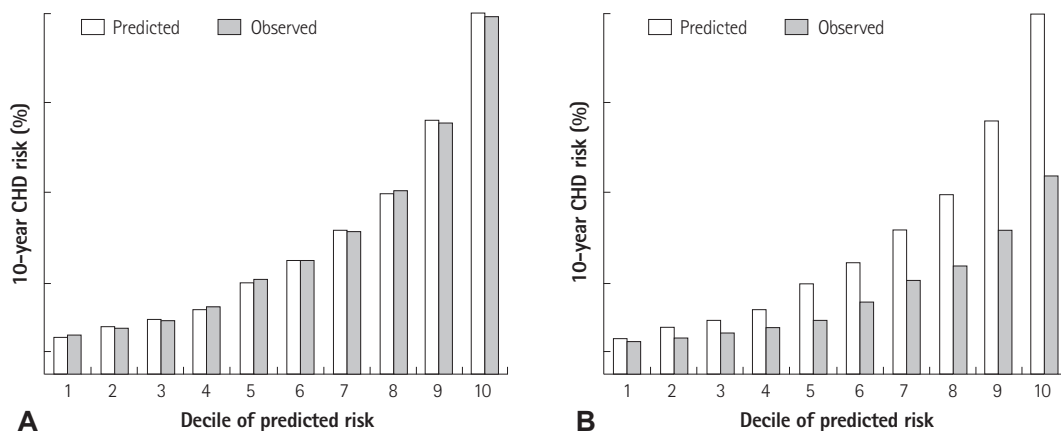 Predicted Observed
10-year CHD risk (%)
1 2 3 4 5 6 7 8 9 10
Decile of predicted risk
A
Predicted Observed
10-year CHD risk (%)
1 2 3 4 5 6 7 8 9 10
Decile of predicted risk
B